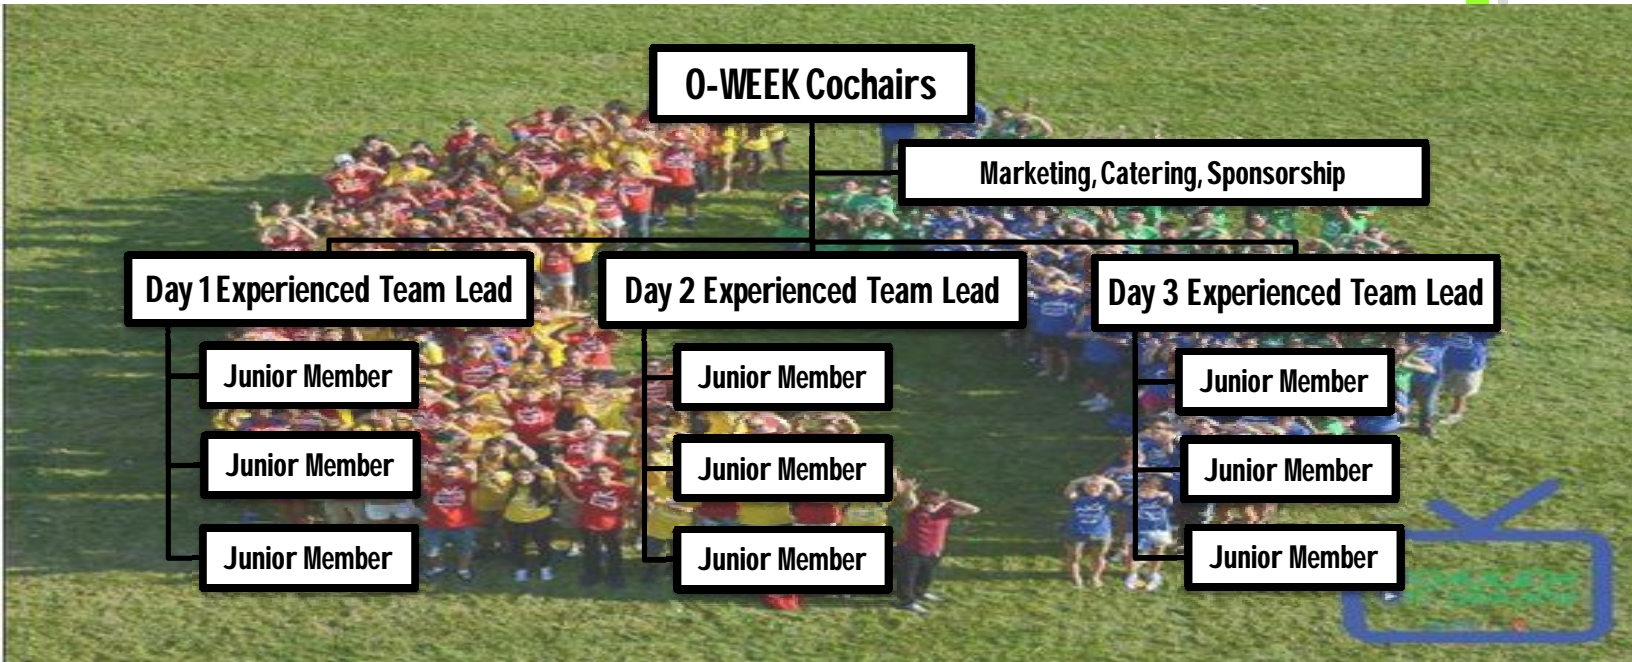 O-WEEK Cochairs
Marketing, Catering, Sponsorship
Day 1 Experienced Team Lead
Day 2 Experienced Team Lead
Day 3 Experienced Team Lead
Junior Member
Junior Member
Junior Member
Junior Member
Junior Member
Junior Member
Junior Member
Junior Member
Junior Member